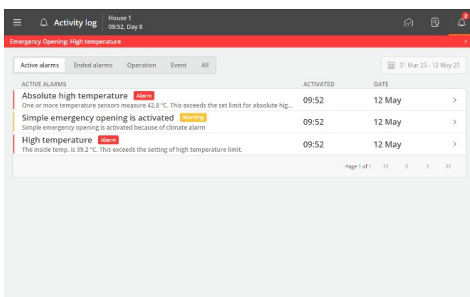 Activity log
House 1
09:52, Day 8
Emergency Opening: High temperature
Active alarms Ended alarms Operation Event All
31 Mar 25 - 12 May 25
ACTIVE ALARMS ACTIVATED DATE
Absolute high temperature Alarm
One or more temperature sensors measure 42.8 °C. This exceeds the set limit for absolute hig...
09:52 12 May
Simple emergency opening is activated Warning
Simple emergency opening is activated because of climate alarm
09:52 12 May
High temperature Alarm
The inside temp. is 39.2 °C. This exceeds the setting of high temperature limit.
09:52 12 May
Page 1 of 1